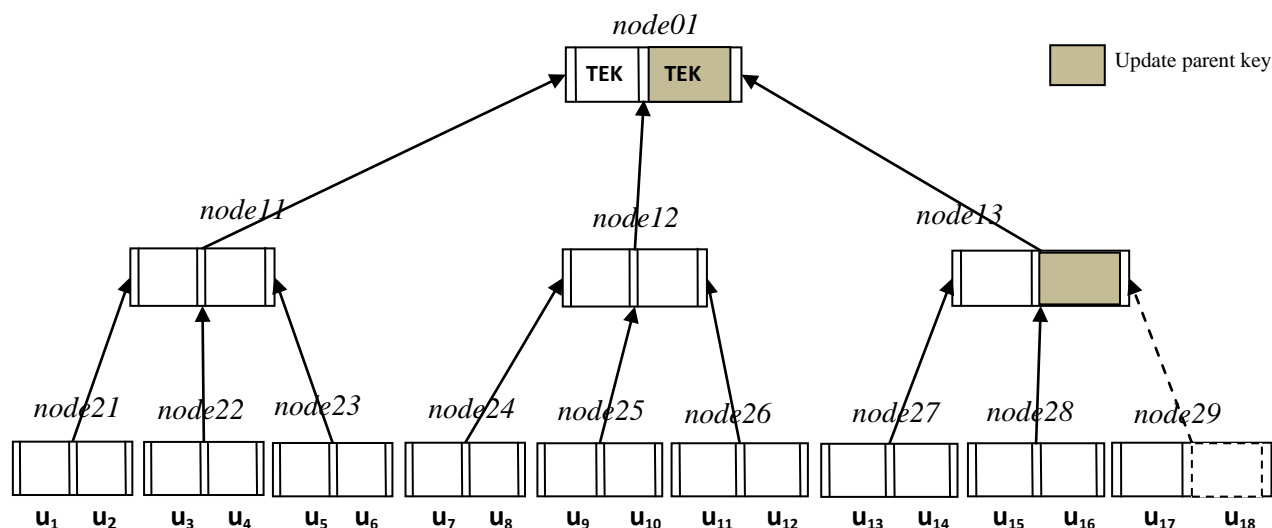 node01
Update parent key
TEK TEK
node11 node12 node13
node21 node22 node23 node24 node25 node26 node27 node28 node29
u1 u2 u3 u4 u5 u6 u7 u8 u9 u10 u11 u12 u13 u14 u15 u16 u17 u18